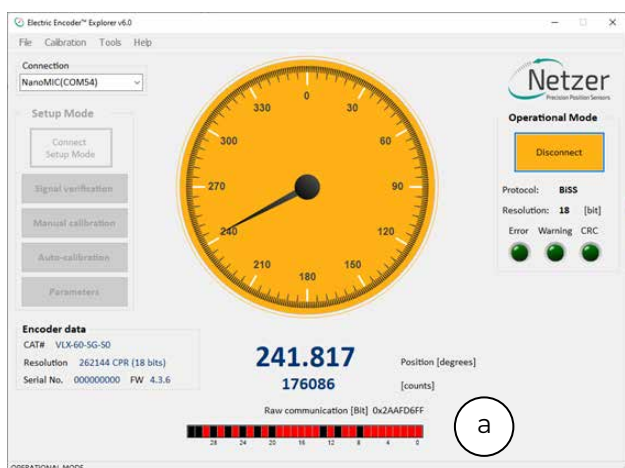 Electric Encoder™ Explorer v6.0
File Calibration Tools Help
Connection
NanoMIC(COM54)
Setup Mode
Connect
Setup Mode
Signal verification
Manual calibration
Auto-calibration
Parameters
0
30
60
90
120
150
180
210
240
270
300
330
Netzer
Precision Position Sensors
Operational Mode
Disconnect
Protocol: BiSS
Resolution: 18 [bit]
Error Warning CRC
Encoder data
CAT# VLX-60-SG-S0
Resolution 262144 CPR (18 bits)
Serial No. 000000000 FW 4.3.6
241.817 Position [degrees]
176086 [counts]
Raw communication [Bit] 0x2AAFD6FF
28 24 20 16 12 8 4 0
a
OPERATIONAL MODE